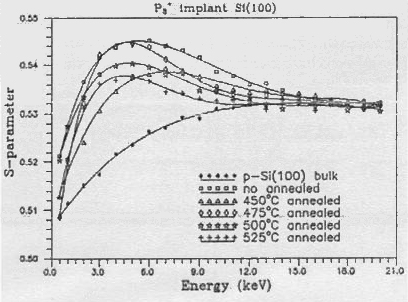 P₈⁺ implant Si(100)
S-parameter
0.55
0.54
0.53
0.52
0.51
0.50
p-Si(100) bulk
no annealed
450°C annealed
475°C annealed
500°C annealed
525°C annealed
0.0 3.0 6.0 9.0 12.0 15.0 18.0 21.0
Energy (keV)